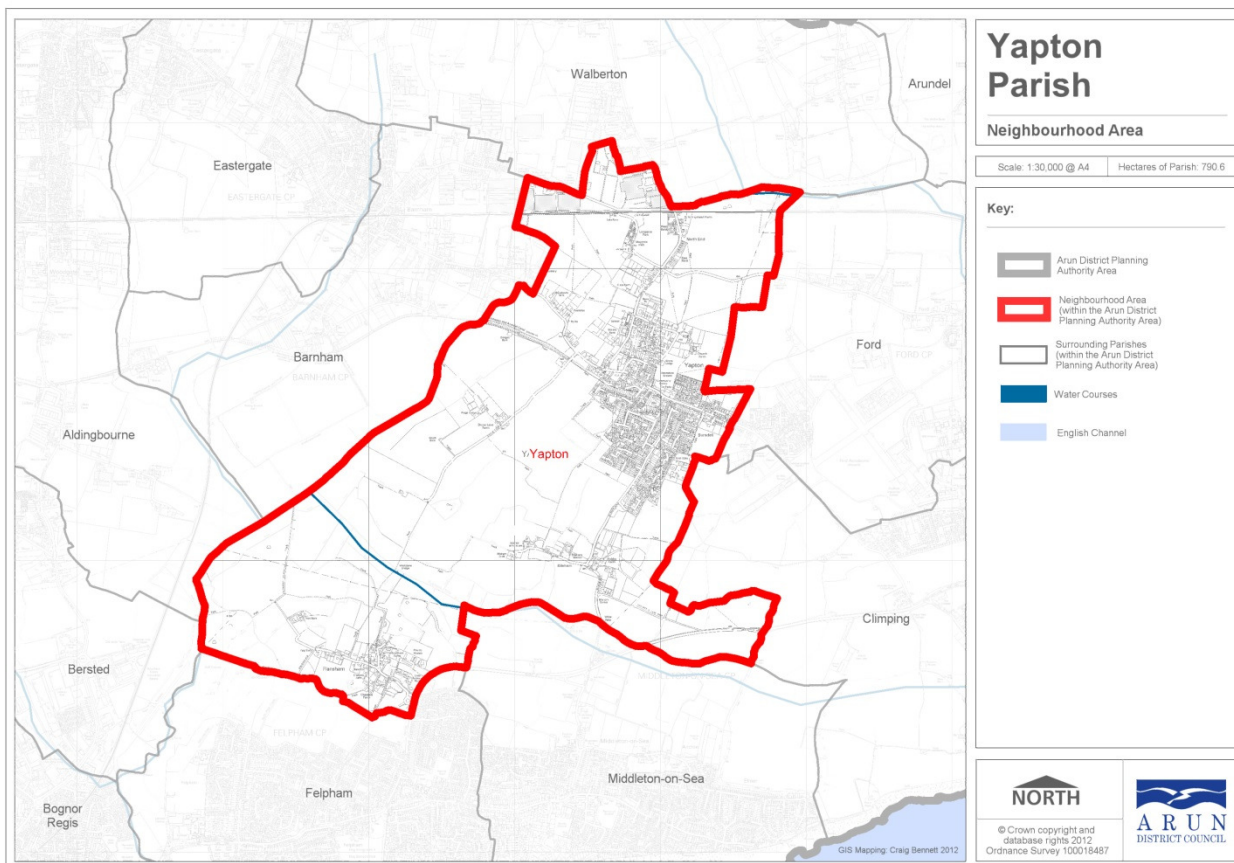 Yapton
Parish
Neighbourhood Area
Scale: 1:30,000 @ A4
Hectares of Parish: 790.6
Key:
Arun District Planning
Authority Area
Neighbourhood Area
(within the Arun District
Planning Authority Area)
Surrounding Parishes
(within the Arun District
Planning Authority Area)
Water Courses
English Channel
Walberton
Arundel
Eastergate
EASTERGATE CP
Ford
FORD CP
Barnham
BARNHAM CP
Aldingbourne
Yapton
Yapton
Bilsham
Climping
Bersted
Flansham
FELPHAM CP
Felpham
Middleton-on-Sea
Bognor
Regis
GIS Mapping: Craig Bennett 2012
NORTH
© Crown copyright and
database rights 2012
Ordnance Survey 100018487
ARUN
DISTRICT COUNCIL